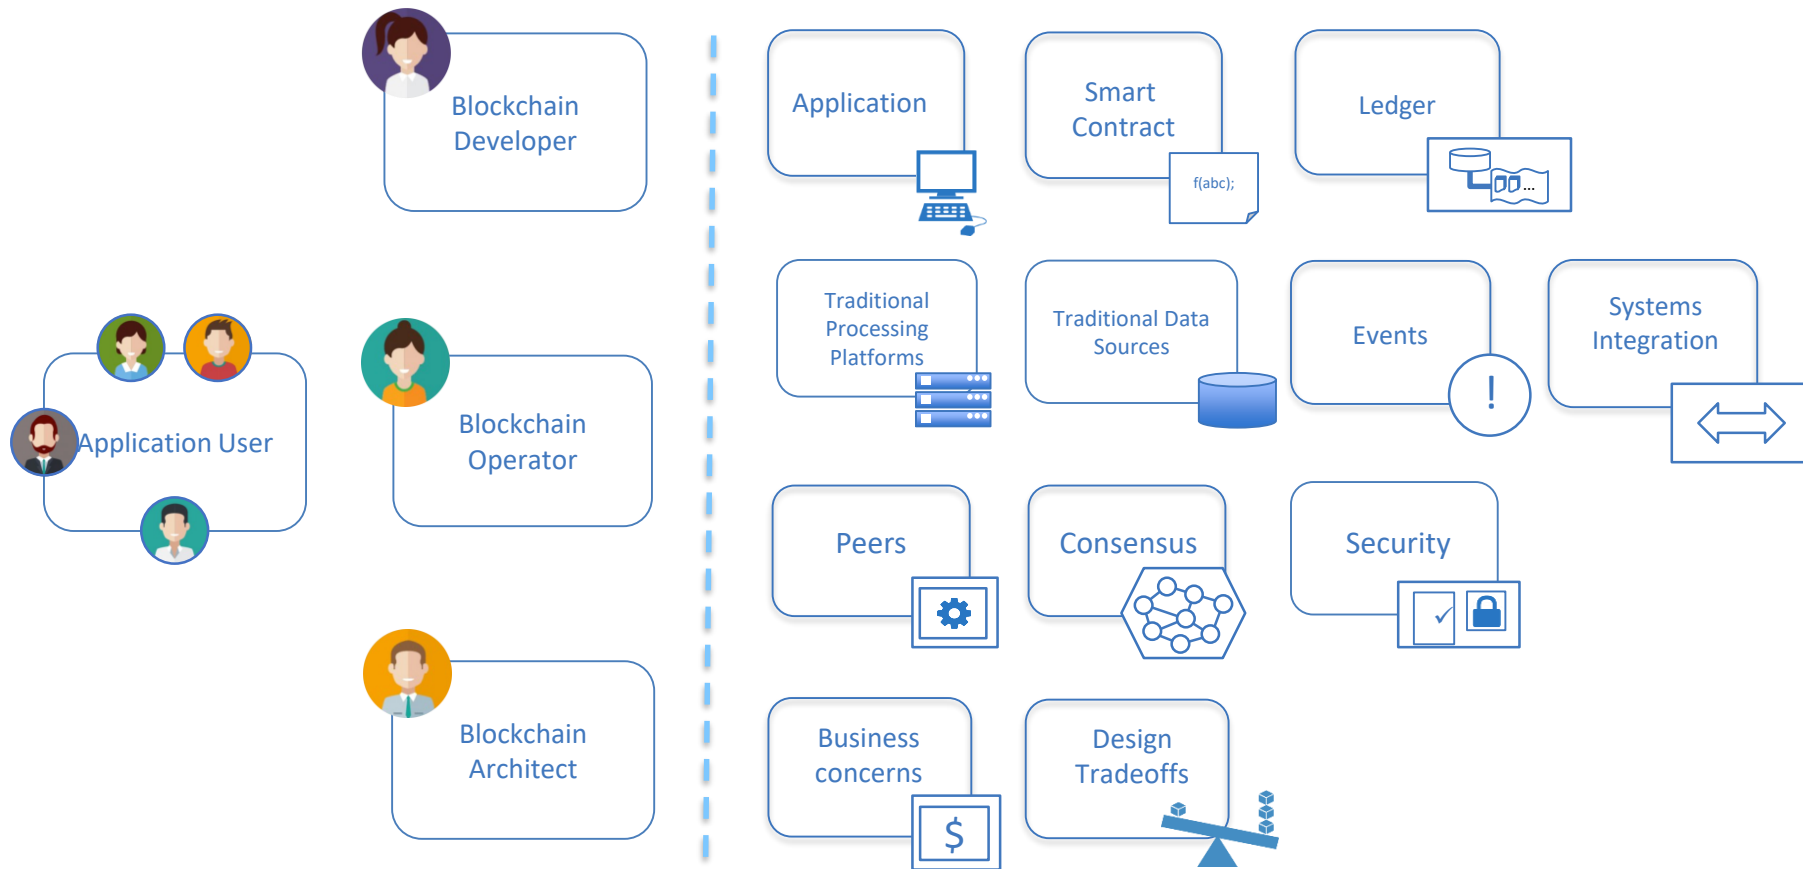 Blockchain
Developer
Application
Smart
Contract
f(abc);
Ledger
...
Application User
Blockchain
Operator
Traditional
Processing
Platforms
Traditional Data
Sources
Events
!
Systems
Integration
Peers
Consensus
Security
✓
Blockchain
Architect
Business
concerns
$
Design
Tradeoffs